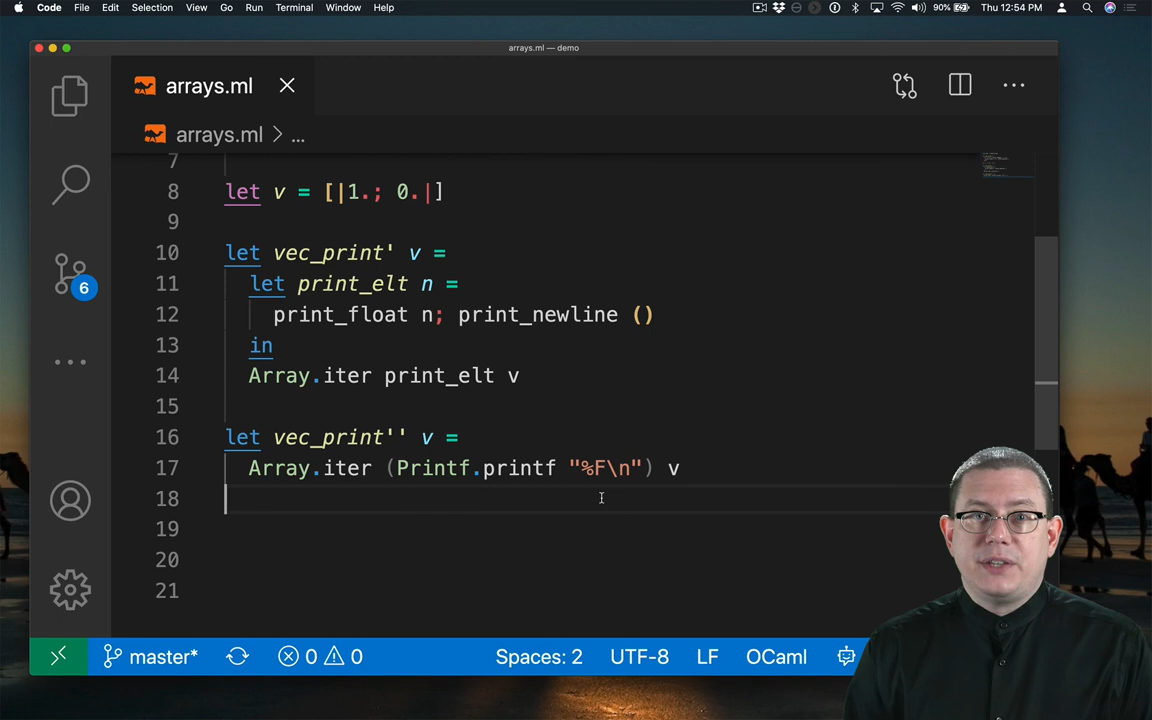 Code File Edit Selection View Go Run Terminal Window Help 90% Thu 12:54 PM
arrays.ml — demo
arrays.ml
arrays.ml > ...
7
8 let v = [|1.; 0.|]
9
10 let vec_print' v =
11 let print_elt n =
12 print_float n; print_newline ()
13 in
14 Array.iter print_elt v
15
16 let vec_print'' v =
17 Array.iter (Printf.printf "%F\n") v
18
19
20
21
6
master* 0 0 Spaces: 2 UTF-8 LF OCaml